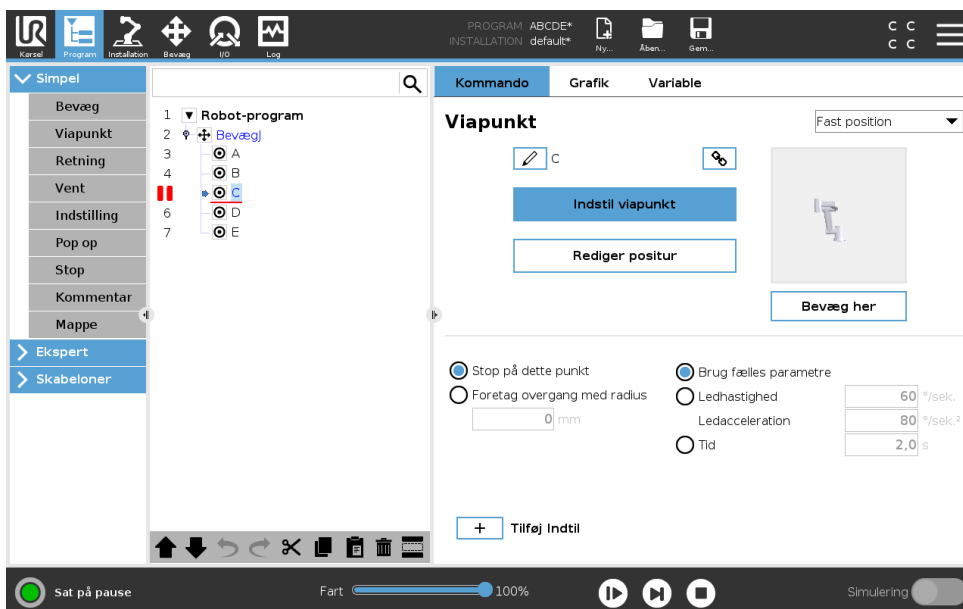 PROGRAM ABCDE*
INSTALLATION default*
UR
Kørsel Program Installation Bevæg I/O Log
Ny... Åben... Gem...
C C
C C
Simpel
Bevæg
Viapunkt
Retning
Vent
Indstilling
Pop op
Stop
Kommentar
Mappe
Ekspert
Skabeloner
1 Robot-program
2 BevægJ
3 A
4 B
C
6 D
7 E
Kommando Grafik Variable
Viapunkt
Fast position
C
Indstil viapunkt
Rediger positur
Bevæg her
Stop på dette punkt
Foretag overgang med radius
0 mm
Brug fælles parametre
Ledhastighed 60 °/sek.
Ledacceleration 80 °/sek.²
Tid 2,0 s
+ Tilføj Indtil
Sat på pause
Fart 100%
Simulering